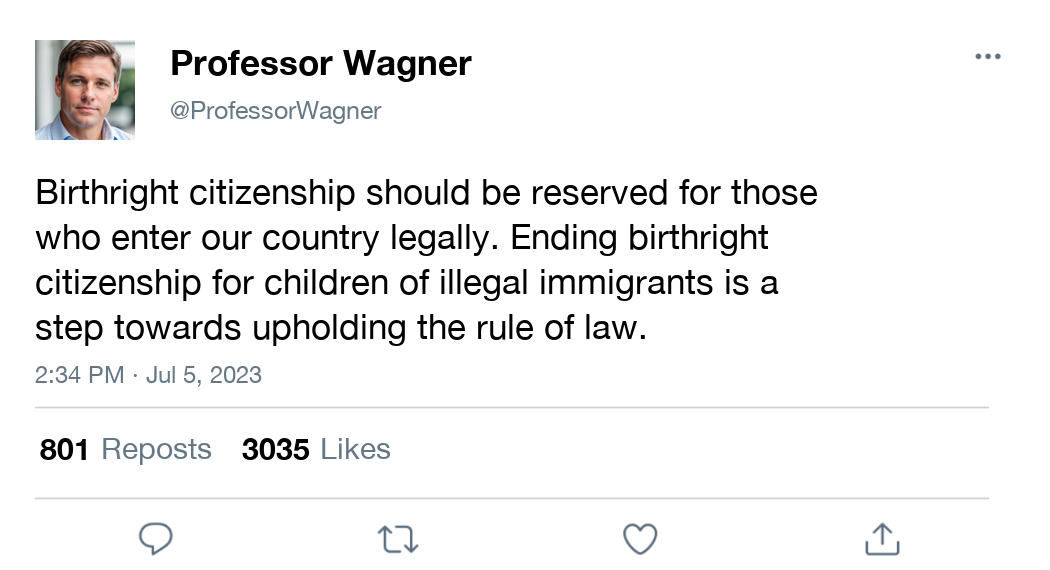 Professor Wagner
@ProfessorWagner
Birthright citizenship should be reserved for those
who enter our country legally. Ending birthright
citizenship for children of illegal immigrants is a
step towards upholding the rule of law.
2:34 PM · Jul 5, 2023
801 Reposts 3035 Likes